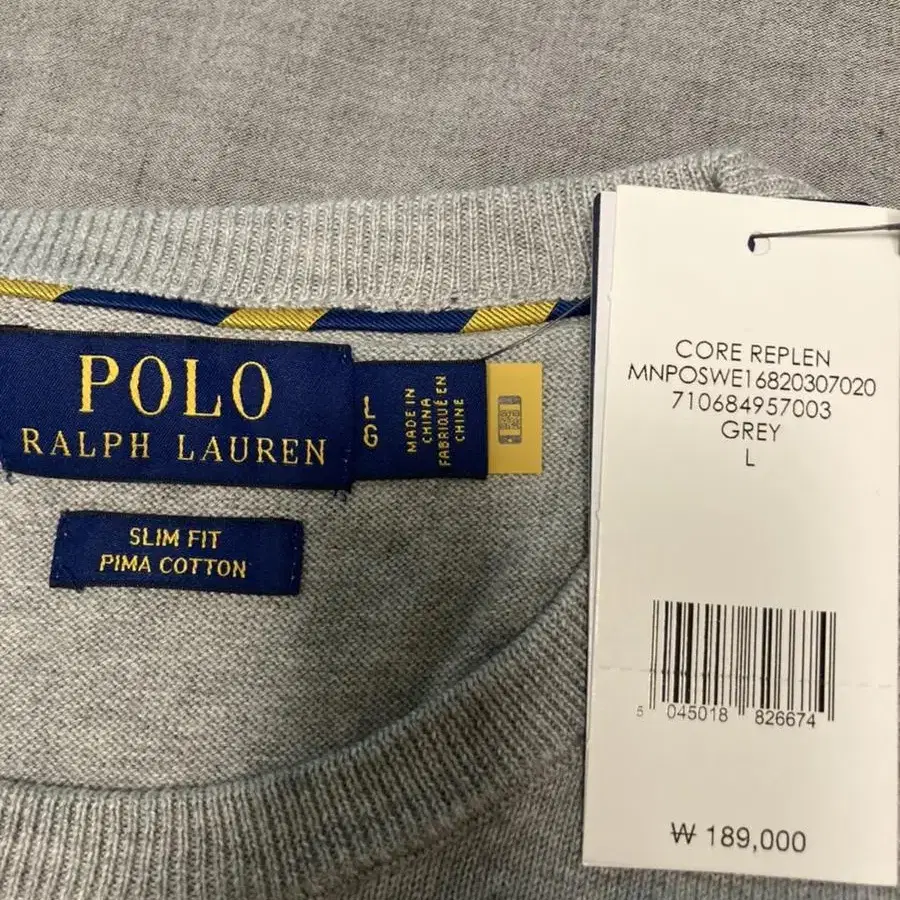 POLO
RALPH LAUREN
L
G
MADE IN
CHINA
FABRIQUÉ EN
CHINE
SLIM FIT
PIMA COTTON
CORE REPLEN
MNPOSWE16820307020
710684957003
GREY
L
5 045018 826674
₩ 189,000